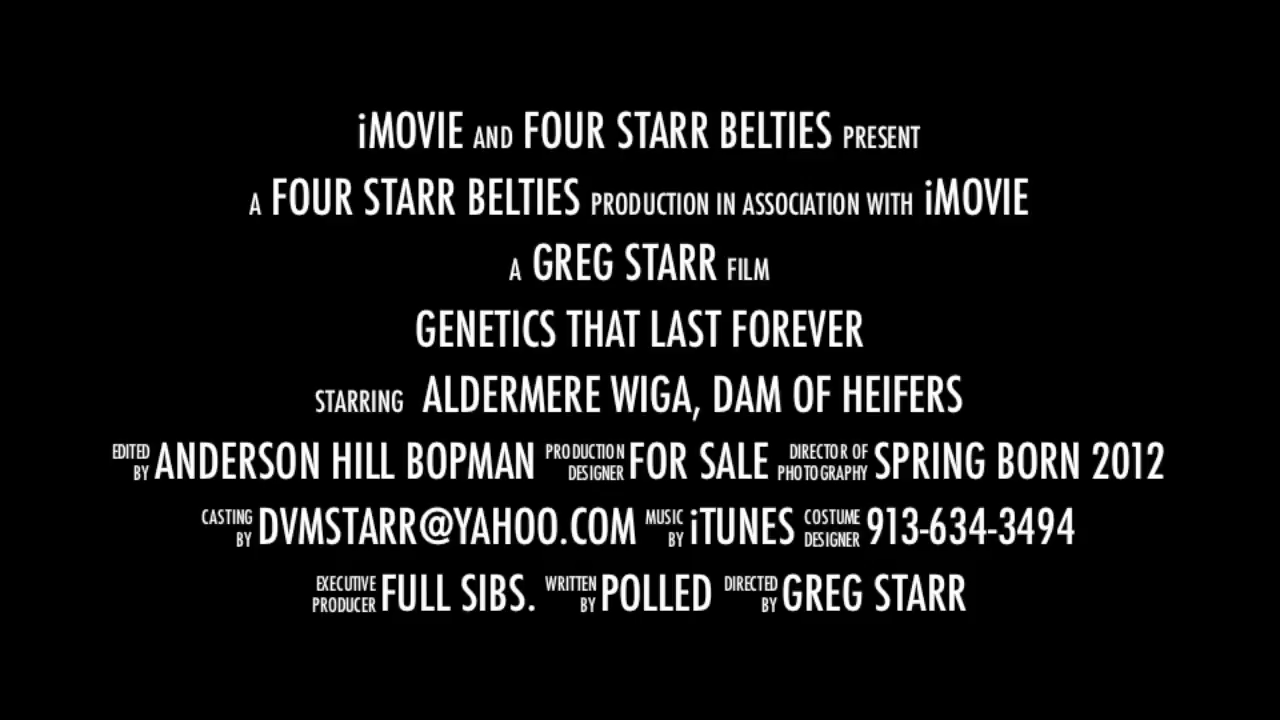 iMOVIE AND FOUR STARR BELTIES PRESENT
A FOUR STARR BELTIES PRODUCTION IN ASSOCIATION WITH iMOVIE
A GREG STARR FILM
GENETICS THAT LAST FOREVER
STARRING ALDERMERE WIGA, DAM OF HEIFERS
EDITED BY ANDERSON HILL BOPMAN PRODUCTION DESIGNER FOR SALE DIRECTOR OF PHOTOGRAPHY SPRING BORN 2012
CASTING BY DVMSTARR@YAHOO.COM MUSIC BY iTUNES COSTUME DESIGNER 913-634-3494
EXECUTIVE PRODUCER FULL SIBS. WRITTEN BY POLLED DIRECTED BY GREG STARR